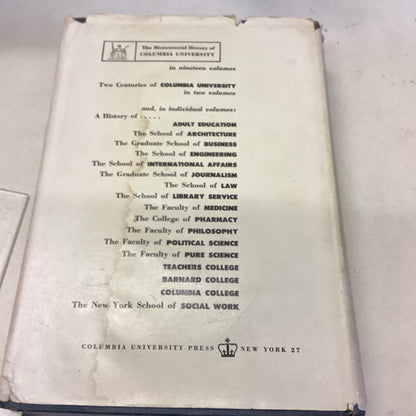 The Bicentennial History of
COLUMBIA UNIVERSITY
in nineteen volumes
Two Centuries of COLUMBIA UNIVERSITY
in two volumes
and, in individual volumes:
A History of .....
ADULT EDUCATION
The School of ARCHITECTURE
The Graduate School of BUSINESS
The School of ENGINEERING
The School of INTERNATIONAL AFFAIRS
The Graduate School of JOURNALISM
The School of LAW
The School of LIBRARY SERVICE
The Faculty of MEDICINE
The College of PHARMACY
The Faculty of PHILOSOPHY
The Faculty of POLITICAL SCIENCE
The Faculty of PURE SCIENCE
TEACHERS COLLEGE
BARNARD COLLEGE
COLUMBIA COLLEGE
The New York School of SOCIAL WORK
COLUMBIA UNIVERSITY PRESS NEW YORK 27